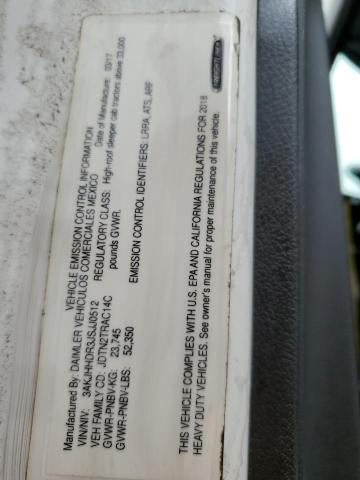 VEHICLE EMISSION CONTROL INFORMATION
Manufactured By: DAIMLER VEHICULOS COMERCIALES MEXICO Date of Manufacture: 03/17
VIN/NIV: 3AKJHHDR3JSJJ0512 REGULATORY CLASS: High-roof sleeper cab tractors above 33,000
VEH FAMILY CD: JDTN2TRAC14C pounds GVWR.
GVWR-PNBV-KG: 23,745
GVWR-PNBV-LBS: 52,350 EMISSION CONTROL IDENTIFIERS: LRRA, ATS, ARF
THIS VEHICLE COMPLIES WITH U.S. EPA AND CALIFORNIA REGULATIONS FOR 2018
HEAVY DUTY VEHICLES. See owner's manual for proper maintenance of this vehicle.